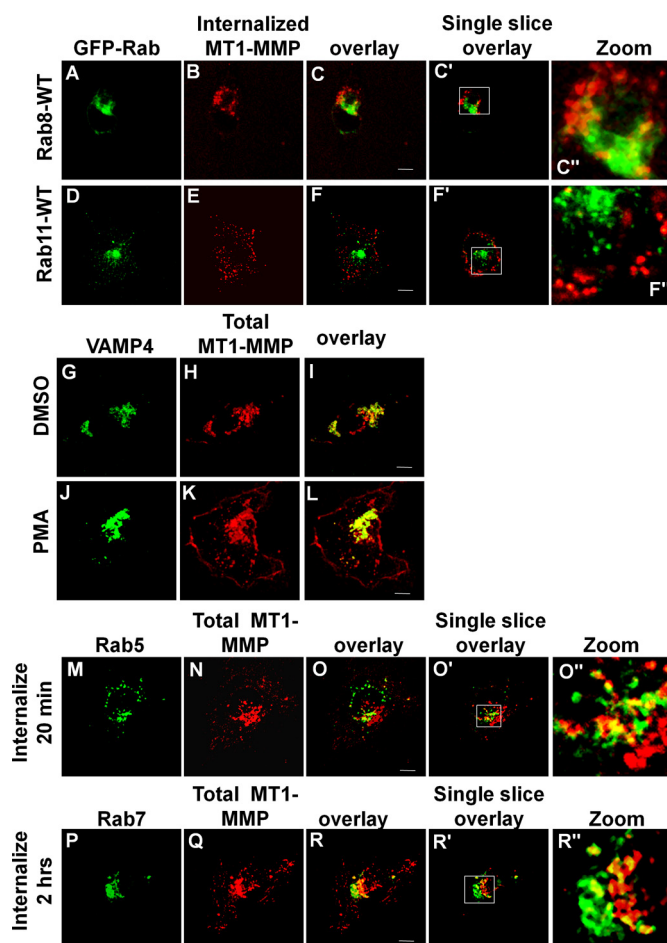 Internalized
Single slice
GFP-Rab
MT1-MMP
overlay
overlay
Zoom
Rab8-WT
A
B
C
C'
C"
Rab11-WT
D
E
F
F'
F'
Total
VAMP4
MT1-MMP
overlay
DMSO
G
H
I
PMA
J
K
L
Total MT1-
Single slice
Rab5
MMP
overlay
overlay
Zoom
Internalize
20 min
M
N
O
O'
O"
Total MT1-
Single slice
Rab7
MMP
overlay
overlay
Zoom
Internalize
2 hrs
P
Q
R
R'
R"